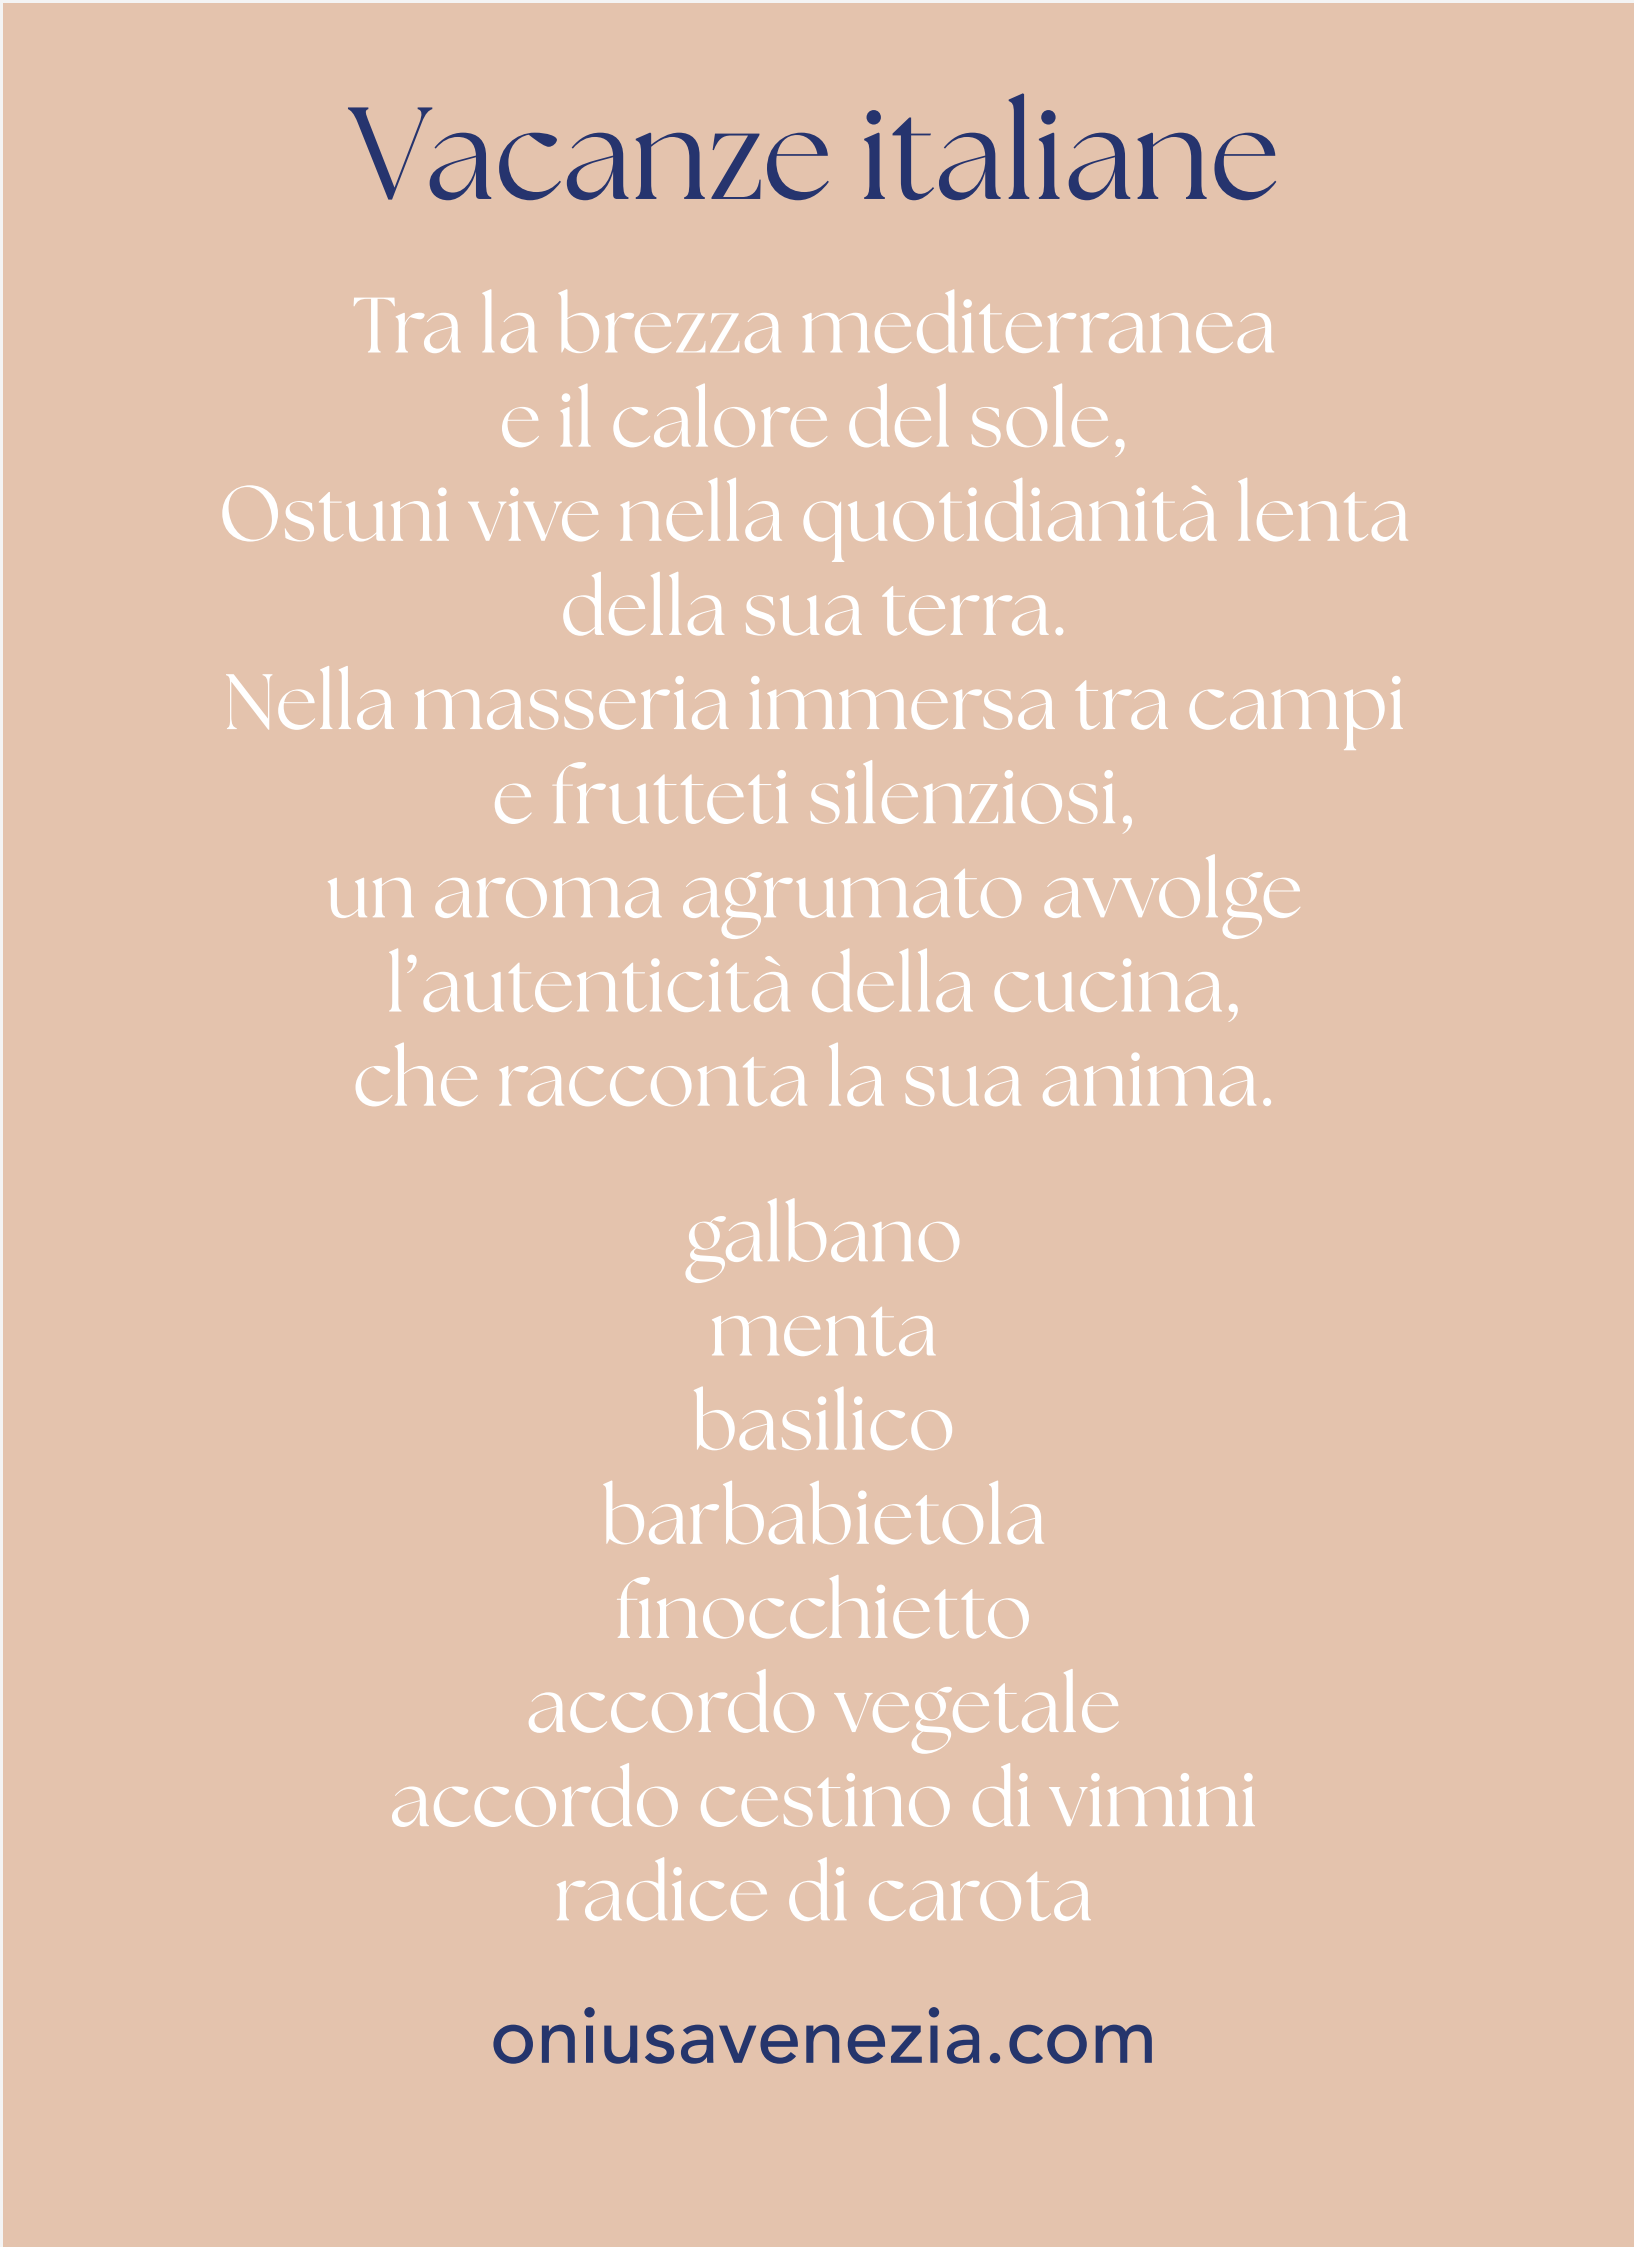 Vacanze italiane
Tra la brezza mediterranea
e il calore del sole,
Ostuni vive nella quotidianità lenta
della sua terra.
Nella masseria immersa tra campi
e frutteti silenziosi,
un aroma agrumato avvolge
l’autenticità della cucina,
che racconta la sua anima.
galbano
menta
basilico
barbabietola
finocchietto
accordo vegetale
accordo cestino di vimini
radice di carota
oniusavenezia.com